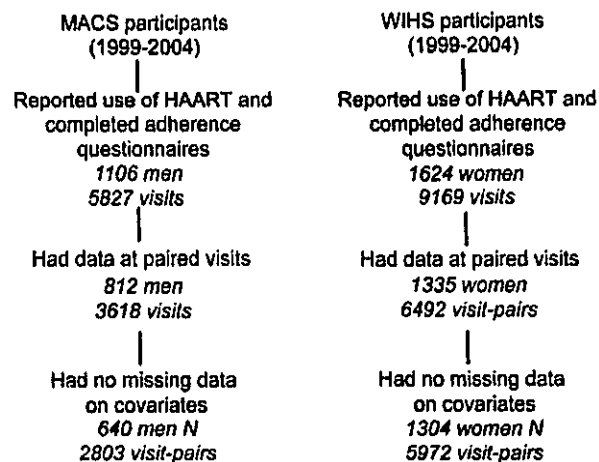 MACS participants
(1999-2004)
Reported use of HAART and
completed adherence
questionnaires
1106 men
5827 visits
Had data at paired visits
812 men
3618 visits
Had no missing data
on covariates
640 men N
2803 visit-pairs
WIHS participants
(1999-2004)
Reported use of HAART and
completed adherence
questionnaires
1624 women
9169 visits
Had data at paired visits
1335 women
6492 visit-pairs
Had no missing data
on covariates
1304 women N
5972 visit-pairs